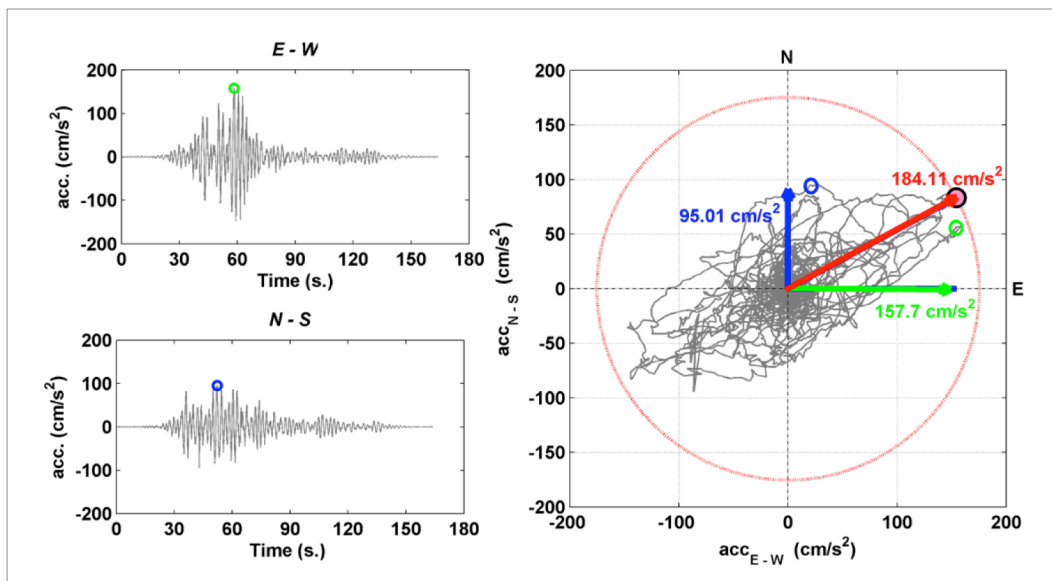 E - W
200
100
0
-100
-200
acc. (cm/s²)
0 30 60 90 120 150 180
Time (s.)
N - S
200
100
0
-100
-200
acc. (cm/s²)
0 30 60 90 120 150 180
Time (s.)
N
200
150
100
50
0
-50
-100
-150
-200
acc N - S (cm/s²)
184.11 cm/s²
95.01 cm/s²
E
157.7 cm/s²
-200 -100 0 100 200
acc E - W (cm/s²)